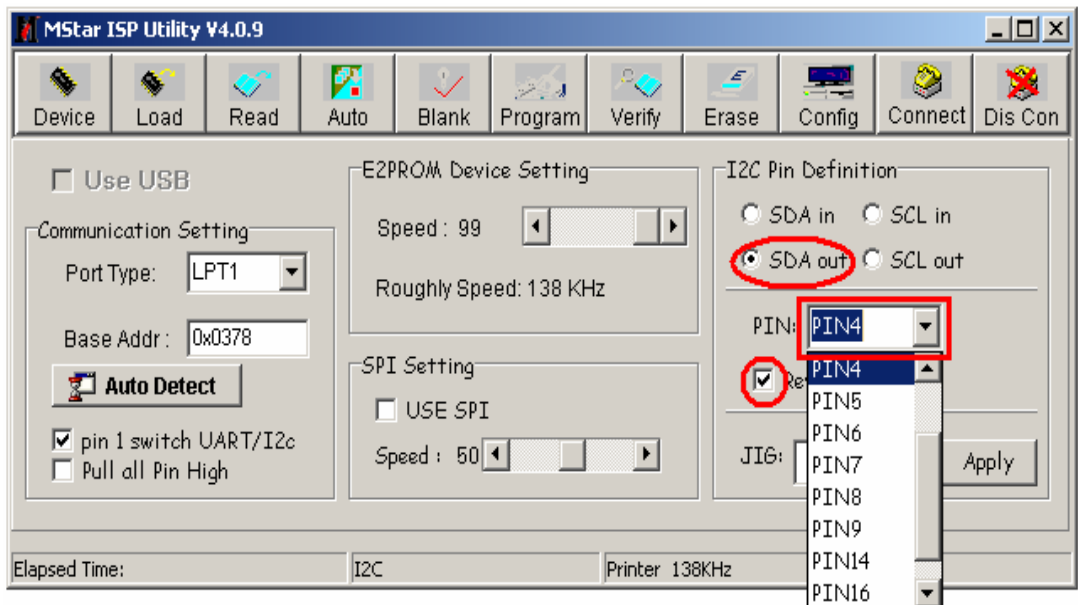 MStar ISP Utility V4.0.9
Device Load Read Auto Blank Program Verify Erase Config Connect Dis Con
Use USB
Communication Setting
Port Type: LPT1
Base Addr : 0x0378
Auto Detect
pin 1 switch UART/I2c
Pull all Pin High
E2PROM Device Setting
Speed : 99
Roughly Speed: 138 KHz
SPI Setting
USE SPI
Speed : 50
I2C Pin Definition
SDA in SCL in
SDA out SCL out
PIN: PIN4
PIN4
PIN5
PIN6
PIN7
PIN8
PIN9
PIN14
PIN16
JIG:
Apply
Elapsed Time: I2C Printer 138KHz